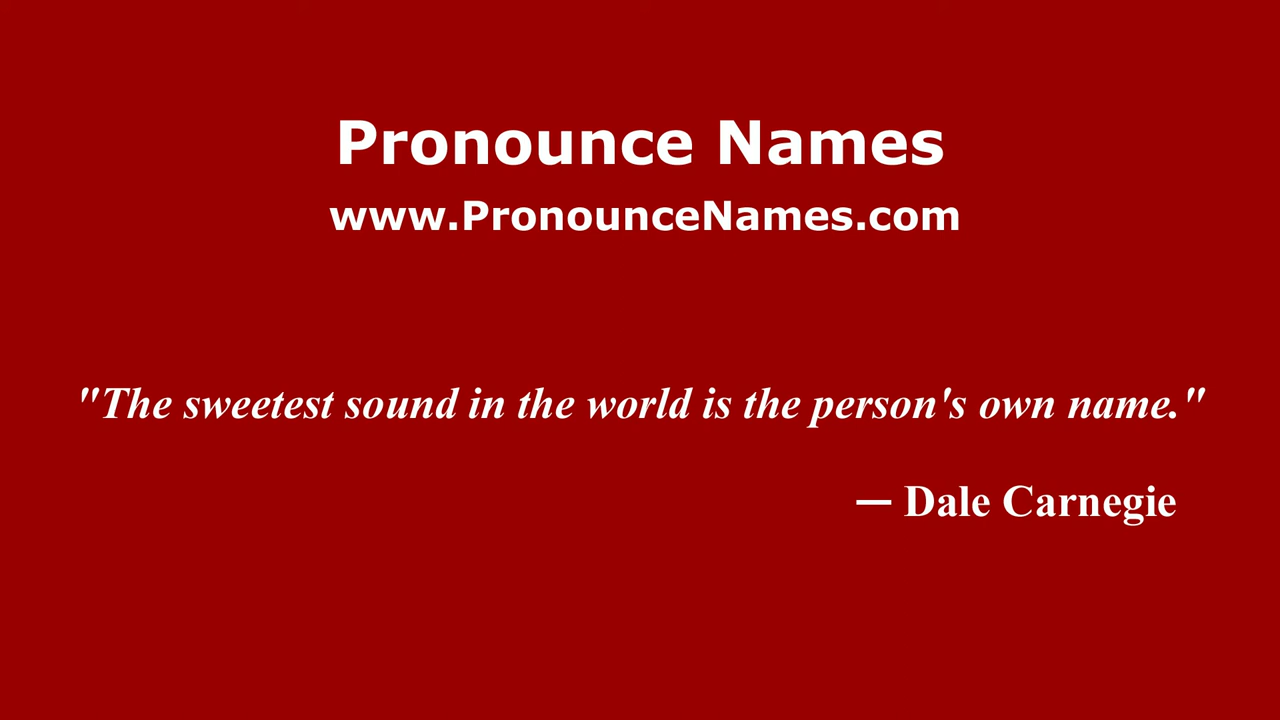 Pronounce Names
www.PronounceNames.com
"The sweetest sound in the world is the person's own name."
— Dale Carnegie